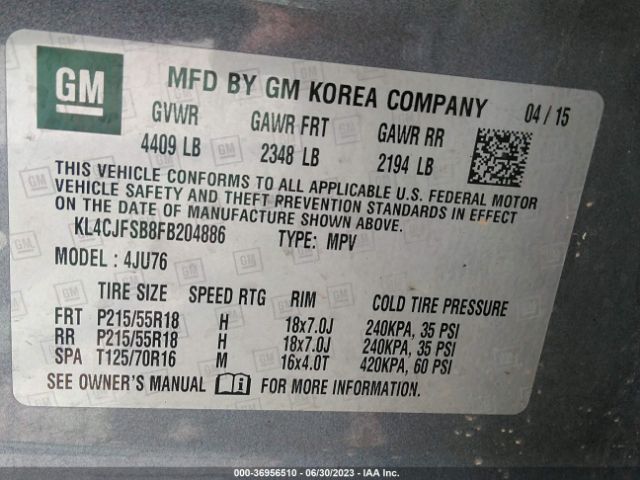 GM MFD BY GM KOREA COMPANY 04 / 15
GVWR GAWR FRT GAWR RR
4409 LB 2348 LB 2194 LB
THIS VEHICLE CONFORMS TO ALL APPLICABLE U.S. FEDERAL MOTOR
VEHICLE SAFETY AND THEFT PREVENTION STANDARDS IN EFFECT
ON THE DATE OF MANUFACTURE SHOWN ABOVE.
KL4CJFSB8FB204886 TYPE: MPV
MODEL : 4JU76
TIRE SIZE SPEED RTG RIM COLD TIRE PRESSURE
FRT P215/55R18 H 18x7.0J 240KPA, 35 PSI
RR P215/55R18 H 18x7.0J 240KPA, 35 PSI
SPA T125/70R16 M 16x4.0T 420KPA, 60 PSI
SEE OWNER'S MANUAL FOR MORE INFORMATION.
000-36956510 - 06/30/2023 - IAA Inc.